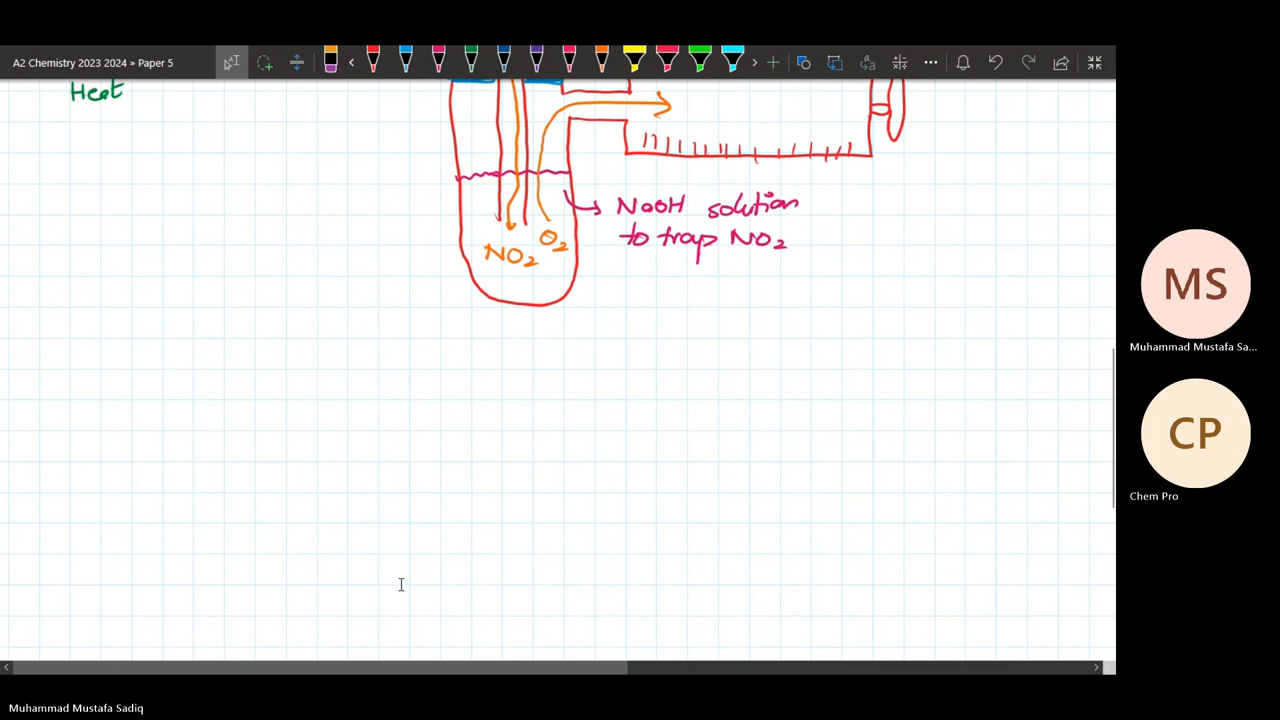 A2 Chemistry 2023 2024 » Paper 5
Heat
NaOH solution
to trap NO2
O2
NO2
MS
Muhammad Mustafa Sa...
CP
Chem Pro
Muhammad Mustafa Sadiq